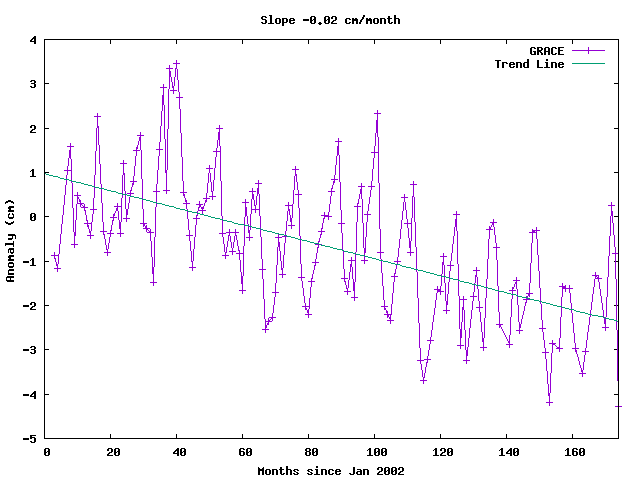 Slope -0.02 cm/month
GRACE
Trend Line
4
3
2
1
0
-1
-2
-3
-4
-5
Anomaly (cm)
0 20 40 60 80 100 120 140 160
Months since Jan 2002